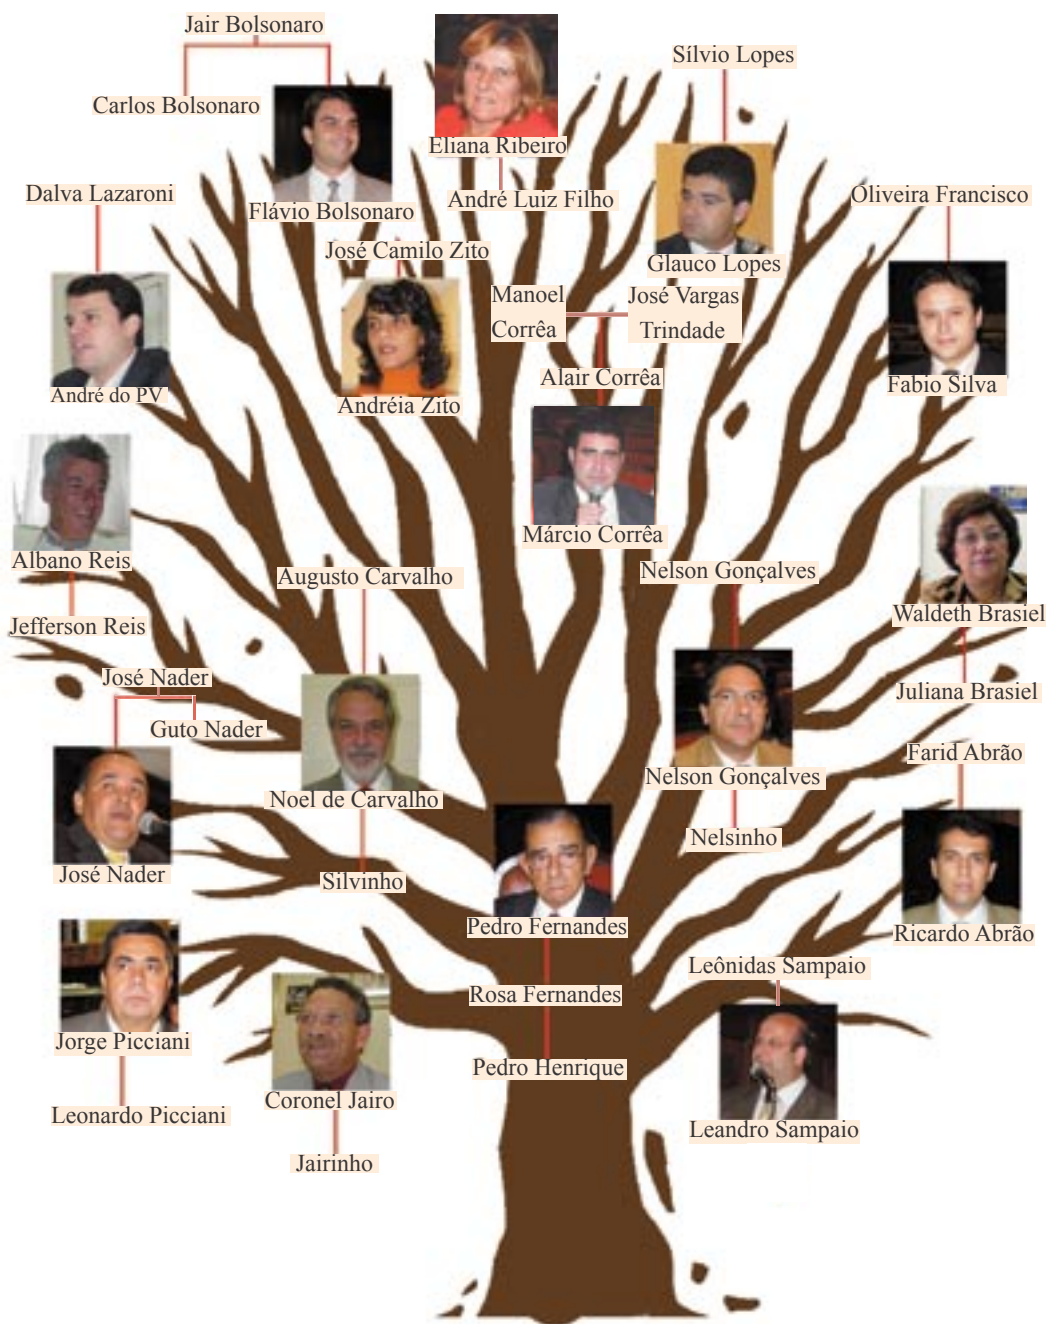 Jair Bolsonaro
Carlos Bolsonaro
Flávio Bolsonaro
Eliana Ribeiro
André Luiz Filho
Sílvio Lopes
Glauco Lopes
Dalva Lazaroni
André do PV
José Camilo Zito
Andréia Zito
Manoel
Corrêa
José Vargas
Trindade
Alair Corrêa
Márcio Corrêa
Oliveira Francisco
Fabio Silva
Albano Reis
Jefferson Reis
Augusto Carvalho
Noel de Carvalho
Silvinho
Nelson Gonçalves
Nelson Gonçalves
Nelsinho
Waldeth Brasiel
Juliana Brasiel
José Nader
Guto Nader
José Nader
Farid Abrão
Ricardo Abrão
Pedro Fernandes
Rosa Fernandes
Pedro Henrique
Jorge Picciani
Leonardo Picciani
Coronel Jairo
Jairinho
Leônidas Sampaio
Leandro Sampaio